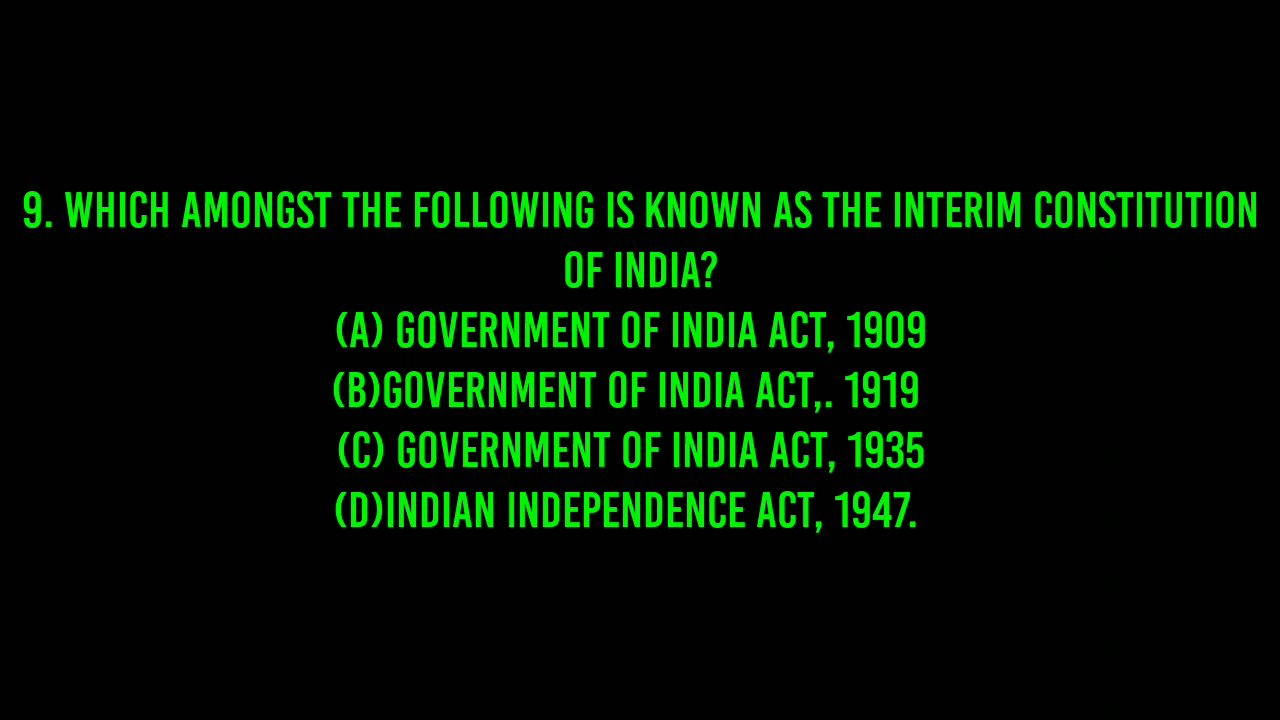 9. WHICH AMONGST THE FOLLOWING IS KNOWN AS THE INTERIM CONSTITUTION
OF INDIA?
(A) GOVERNMENT OF INDIA ACT, 1909
(B)GOVERNMENT OF INDIA ACT,. 1919
(C) GOVERNMENT OF INDIA ACT, 1935
(D)INDIAN INDEPENDENCE ACT, 1947.